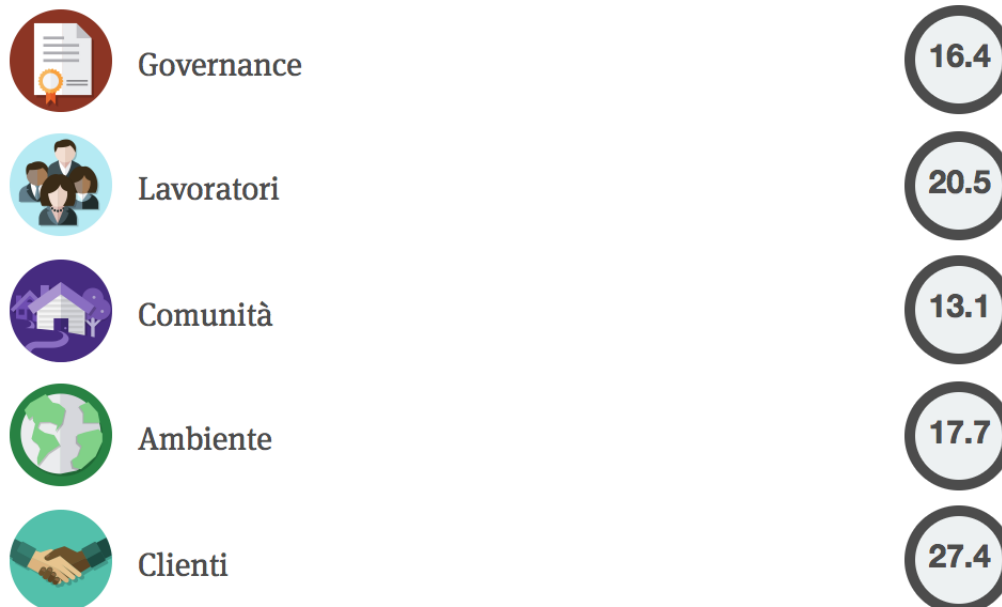 Governance 16.4
Lavoratori 20.5
Comunità 13.1
Ambiente 17.7
Clienti 27.4